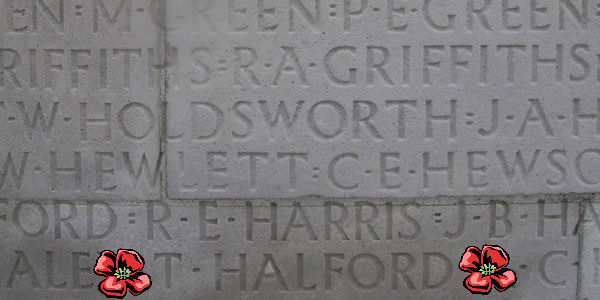 EN · M · GREEN : P · E · GREEN
RIFFITHS : R · A · GRIFFITHS
W · HOLDSWORTH : J · A · H
W · HEWLETT : C · E · HEWSO
FORD : R · E · HARRIS : J · B · HA
HALFORD · C